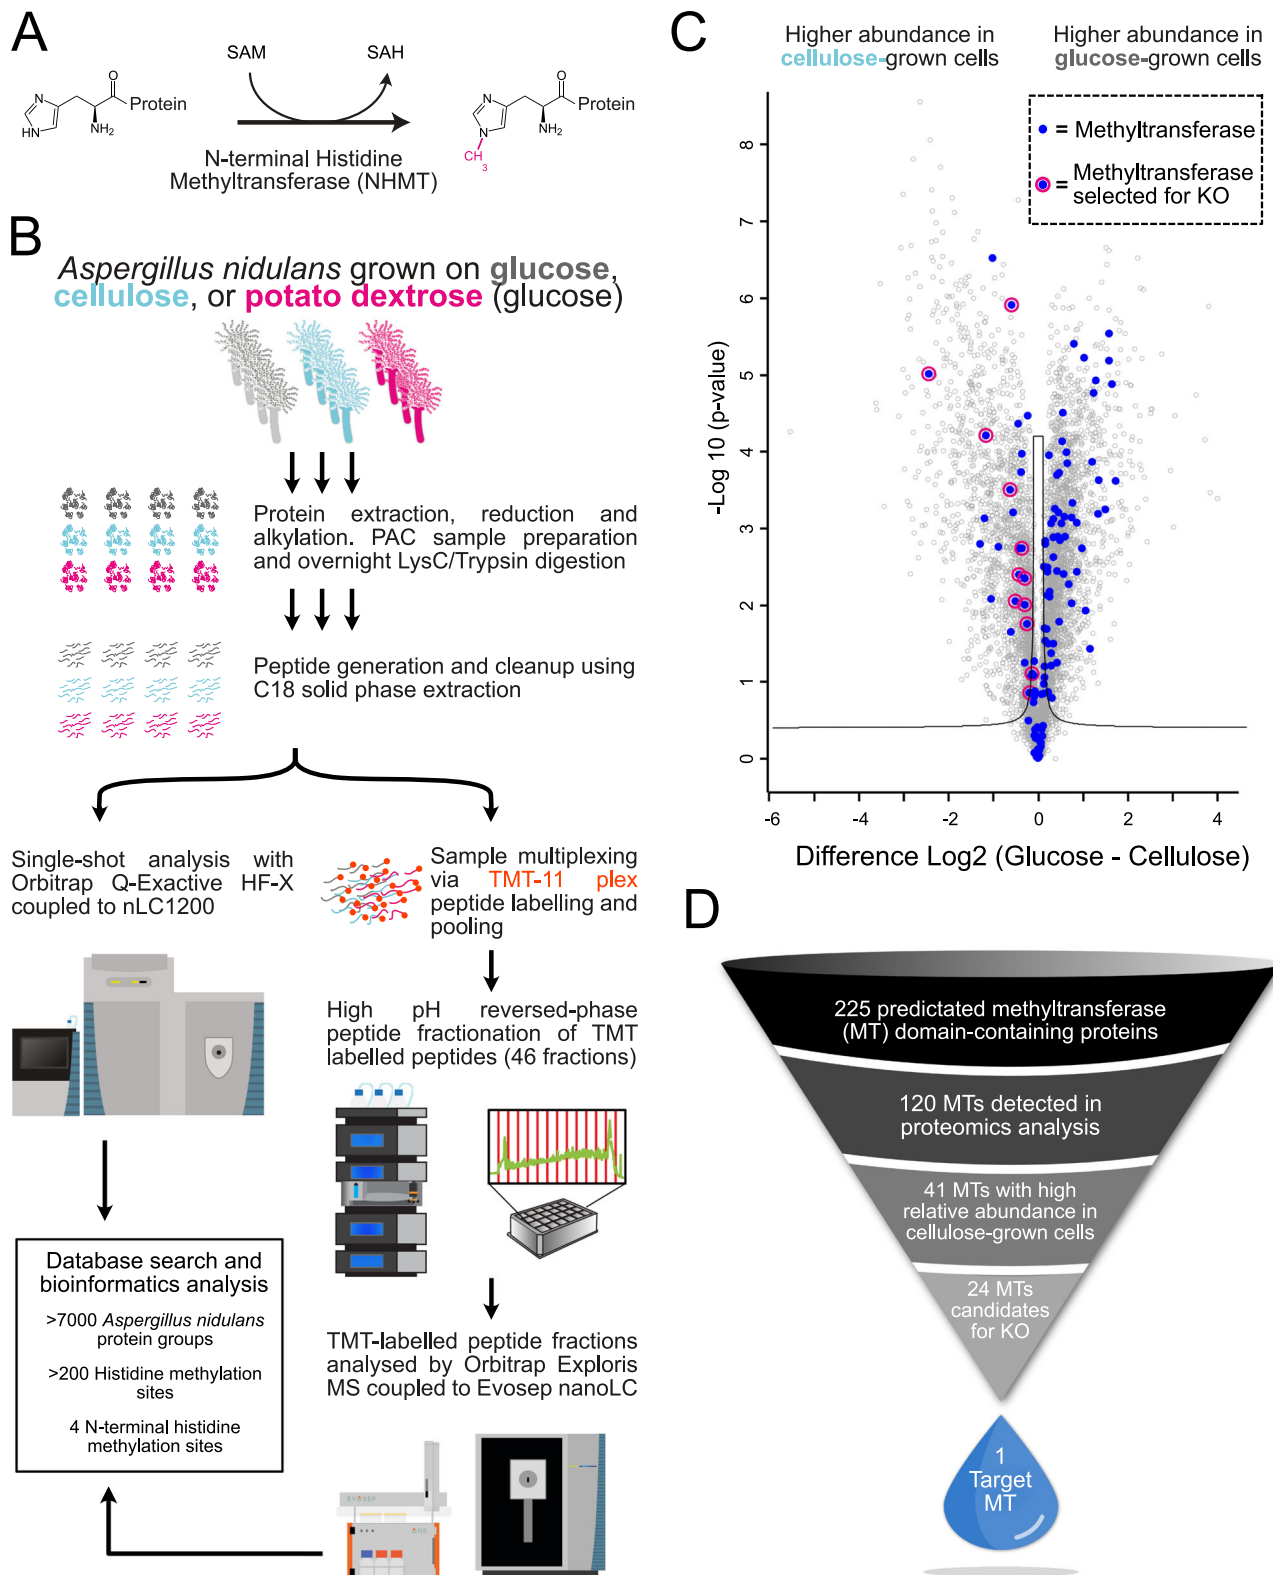 A
SAM
SAH
N
HN
O
Protein
NH2
N-terminal Histidine
Methyltransferase (NHMT)
N
N
CH3
O
Protein
NH2
B
Aspergillus nidulans grown on glucose,
cellulose, or potato dextrose (glucose)
Protein extraction, reduction and
alkylation. PAC sample preparation
and overnight LysC/Trypsin digestion
Peptide generation and cleanup using
C18 solid phase extraction
Single-shot analysis with
Orbitrap Q-Exactive HF-X
coupled to nLC1200
Sample multiplexing
via TMT-11 plex
peptide labelling and
pooling
High pH reversed-phase
peptide fractionation of TMT
labelled peptides (46 fractions)
Database search and
bioinformatics analysis
>7000 Aspergillus nidulans
protein groups
>200 Histidine methylation
sites
4 N-terminal histidine
methylation sites
TMT-labelled peptide fractions
analysed by Orbitrap Exploris
MS coupled to Evosep nanoLC
EVOSEP
ONE
C
Higher abundance in
cellulose-grown cells
Higher abundance in
glucose-grown cells
= Methyltransferase
= Methyltransferase
selected for KO
-Log 10 (p-value)
8
7
6
5
4
3
2
1
0
-6
-4
-2
0
2
4
Difference Log2 (Glucose - Cellulose)
D
225 predictated methyltransferase
(MT) domain-containing proteins
120 MTs detected in
proteomics analysis
41 MTs with high
relative abundance in
cellulose-grown cells
24 MTs
candidates
for KO
1
Target
MT